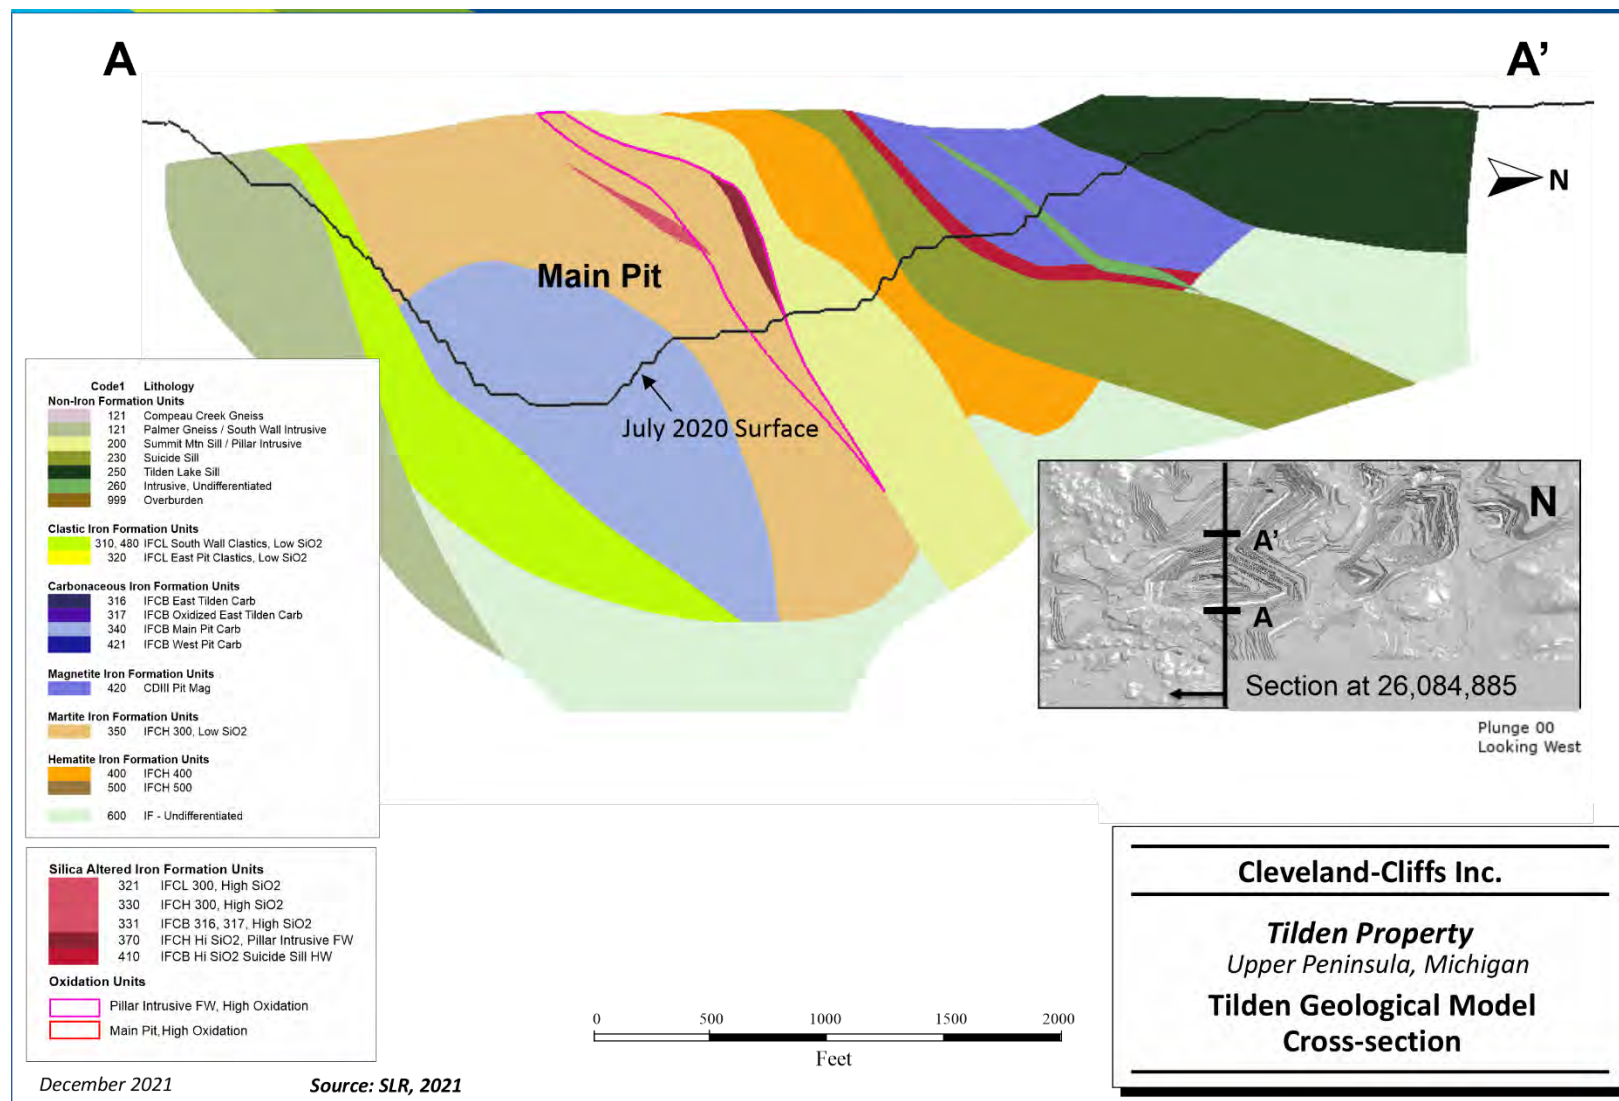 A
A'
N
Main Pit
July 2020 Surface
Code1 Lithology
Non-Iron Formation Units
121 Compeau Creek Gneiss
121 Palmer Gneiss / South Wall Intrusive
200 Summit Mtn Sill / Pillar Intrusive
230 Suicide Sill
250 Tilden Lake Sill
260 Intrusive, Undifferentiated
999 Overburden
Clastic Iron Formation Units
310, 480 IFCL South Wall Clastics, Low SiO2
320 IFCL East Pit Clastics, Low SiO2
Carbonaceous Iron Formation Units
316 IFCB East Tilden Carb
317 IFCB Oxidized East Tilden Carb
340 IFCB Main Pit Carb
421 IFCB West Pit Carb
Magnetite Iron Formation Units
420 CDIII Pit Mag
Martite Iron Formation Units
350 IFCH 300, Low SiO2
Hematite Iron Formation Units
400 IFCH 400
500 IFCH 500
600 IF - Undifferentiated
Silica Altered Iron Formation Units
321 IFCL 300, High SiO2
330 IFCH 300, High SiO2
331 IFCB 316, 317, High SiO2
370 IFCH Hi SiO2, Pillar Intrusive FW
410 IFCB Hi SiO2 Suicide Sill HW
Oxidation Units
Pillar Intrusive FW, High Oxidation
Main Pit, High Oxidation
N
A'
A
Section at 26,084,885
Plunge 00
Looking West
0 500 1000 1500 2000
Feet
Cleveland-Cliffs Inc.
Tilden Property
Upper Peninsula, Michigan
Tilden Geological Model
Cross-section
December 2021
Source: SLR, 2021